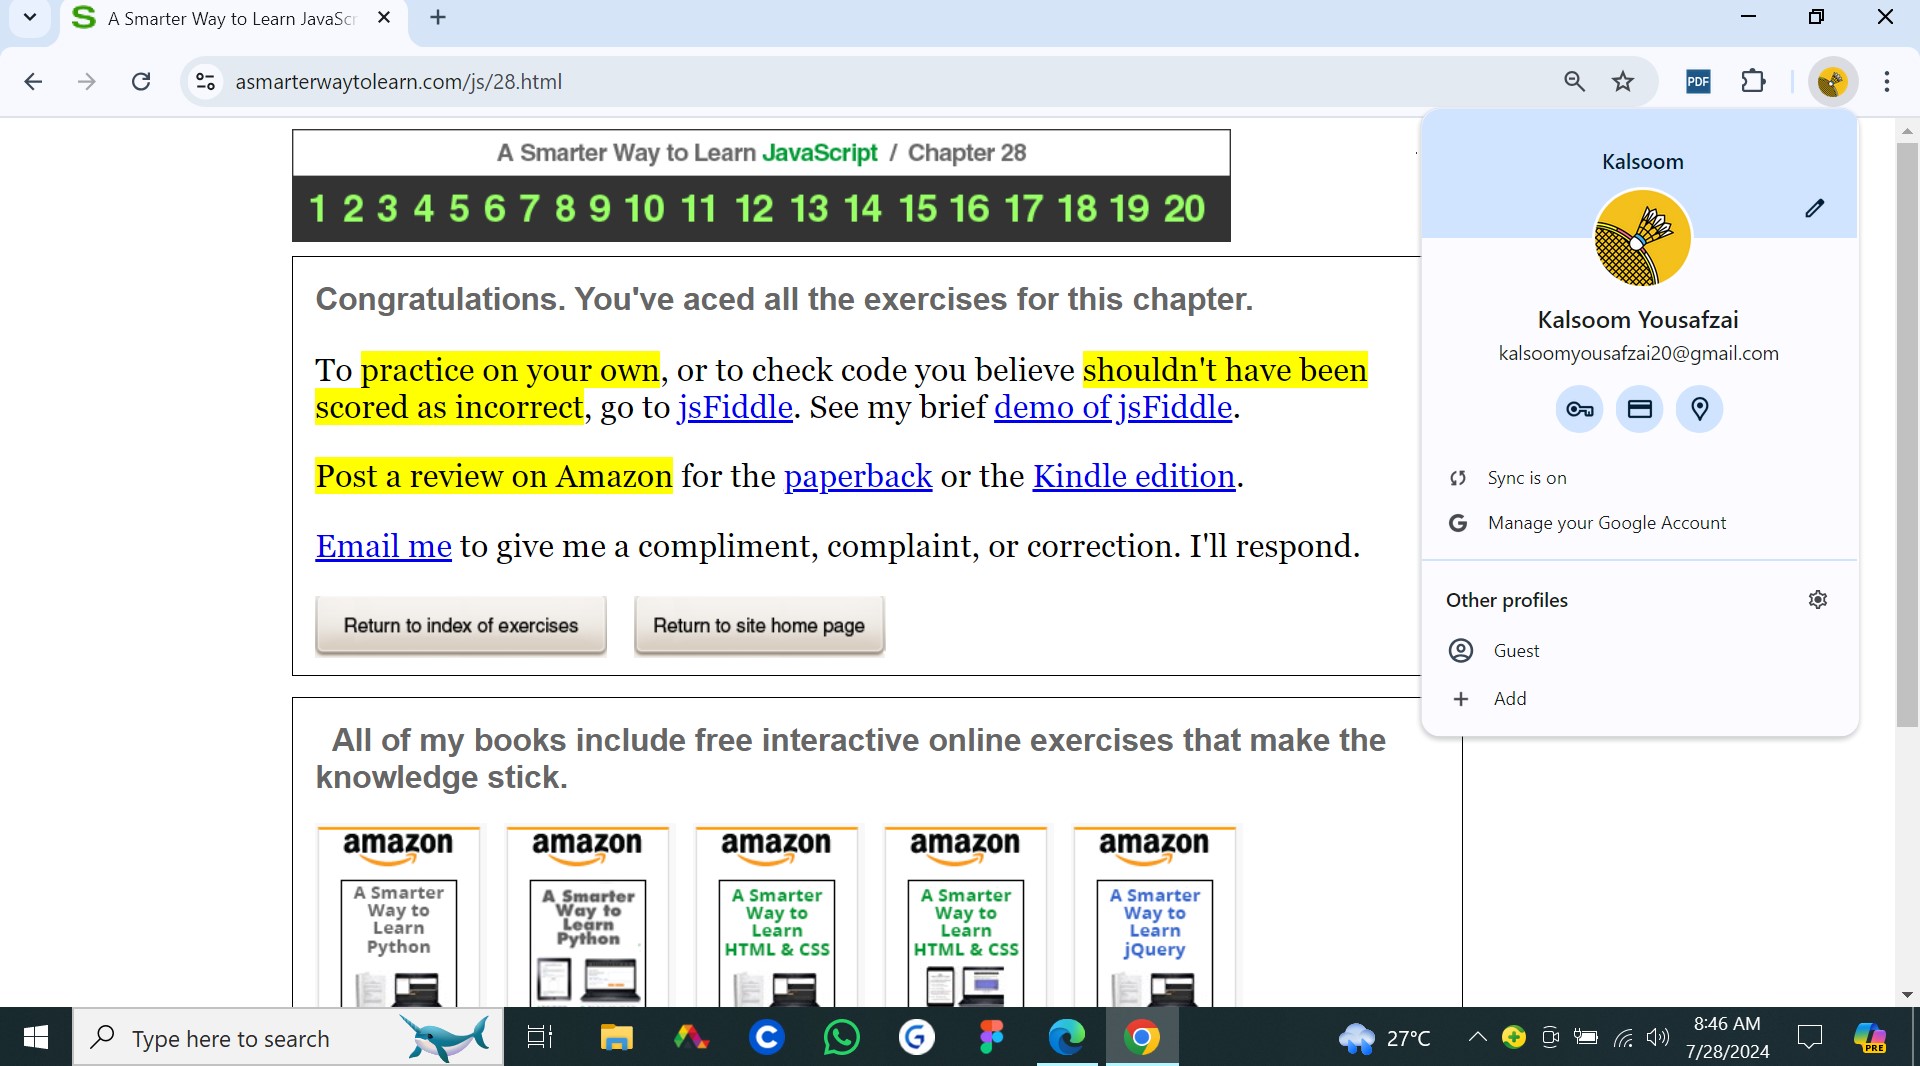 A Smarter Way to Learn JavaScr
asmarterwaytolearn.com/js/28.html
PDF
A Smarter Way to Learn JavaScript / Chapter 28
1 2 3 4 5 6 7 8 9 10 11 12 13 14 15 16 17 18 19 20
Congratulations. You've aced all the exercises for this chapter.
To practice on your own, or to check code you believe shouldn't have been
scored as incorrect, go to jsFiddle. See my brief demo of jsFiddle.
Post a review on Amazon for the paperback or the Kindle edition.
Email me to give me a compliment, complaint, or correction. I'll respond.
Return to index of exercises
Return to site home page
All of my books include free interactive online exercises that make the
knowledge stick.
amazon
A Smarter
Way to
Learn
Python
amazon
A Smarter
Way to
Learn
Python
amazon
A Smarter
Way to
Learn
HTML & CSS
amazon
A Smarter
Way to
Learn
HTML & CSS
amazon
A Smarter
Way to
Learn
jQuery
Kalsoom
Kalsoom Yousafzai
kalsoomyousafzai20@gmail.com
Sync is on
Manage your Google Account
Other profiles
Guest
Add
Type here to search
27°C
8:46 AM
7/28/2024
PRE